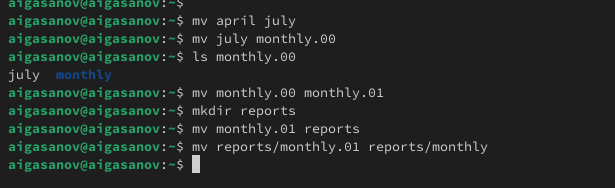 aigasanov@aigasanov:~$
aigasanov@aigasanov:~$ mv april july
aigasanov@aigasanov:~$ mv july monthly.00
aigasanov@aigasanov:~$ ls monthly.00
july  monthly
aigasanov@aigasanov:~$ mv monthly.00 monthly.01
aigasanov@aigasanov:~$ mkdir reports
aigasanov@aigasanov:~$ mv monthly.01 reports
aigasanov@aigasanov:~$ mv reports/monthly.01 reports/monthly
aigasanov@aigasanov:~$